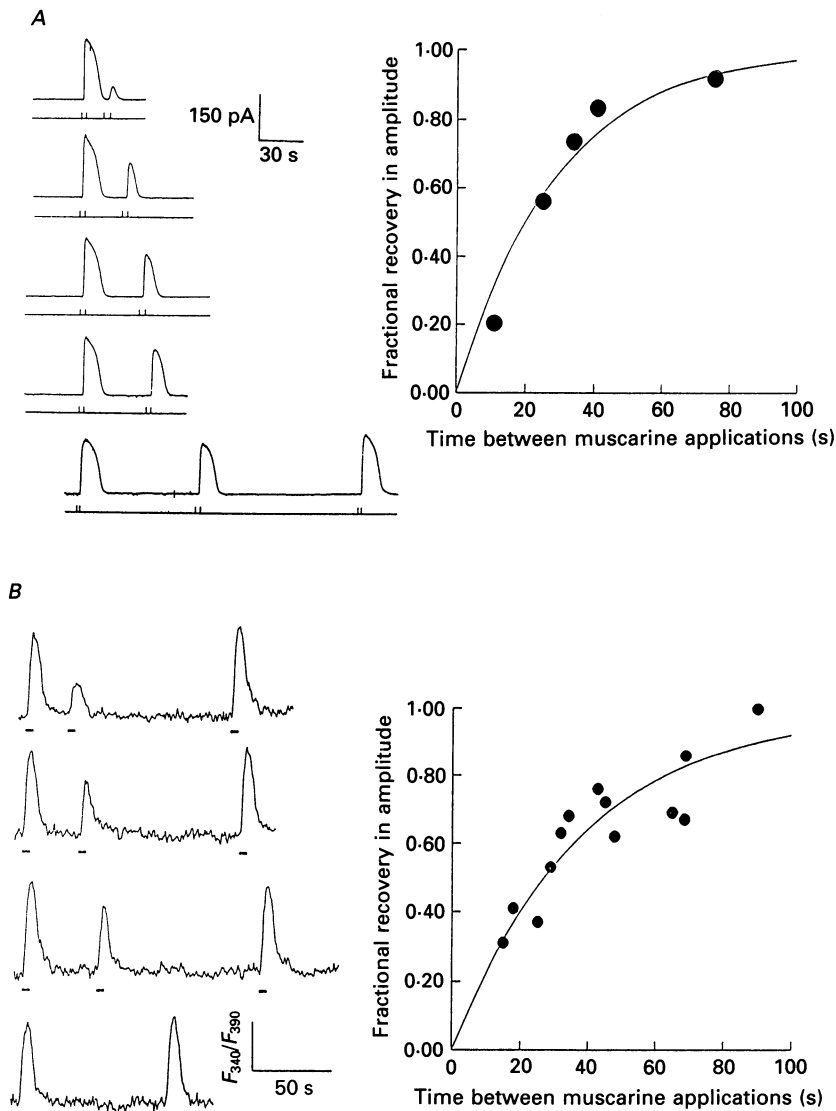 A
150 pA
30 s
Fractional recovery in amplitude
1·00
0·80
0·60
0·40
0·20
0·00
0 20 40 60 80 100
Time between muscarine applications (s)
B
F340/F390
50 s
Fractional recovery in amplitude
1·00
0·80
0·60
0·40
0·20
0·00
0 20 40 60 80 100
Time between muscarine applications (s)